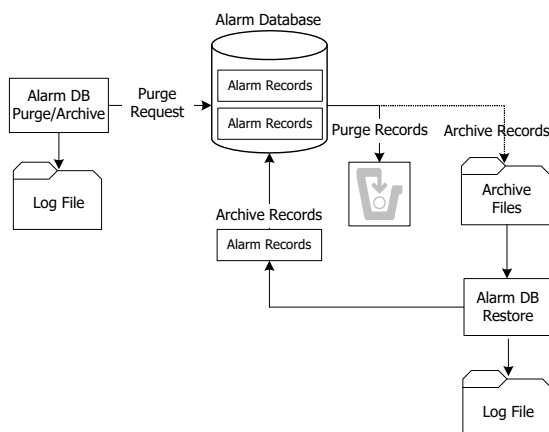 Alarm Database
Alarm DB
Purge/Archive
Purge
Request
Alarm Records
Alarm Records
Purge Records
Archive Records
Log File
Archive Records
Alarm Records
Archive
Files
Alarm DB
Restore
Log File